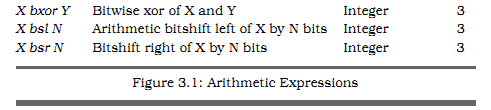 X bxor Y Bitwise xor of X and Y Integer 3
X bsl N Arithmetic bitshift left of X by N bits Integer 3
X bsr N Bitshift right of X by N bits Integer 3
Figure 3.1: Arithmetic Expressions